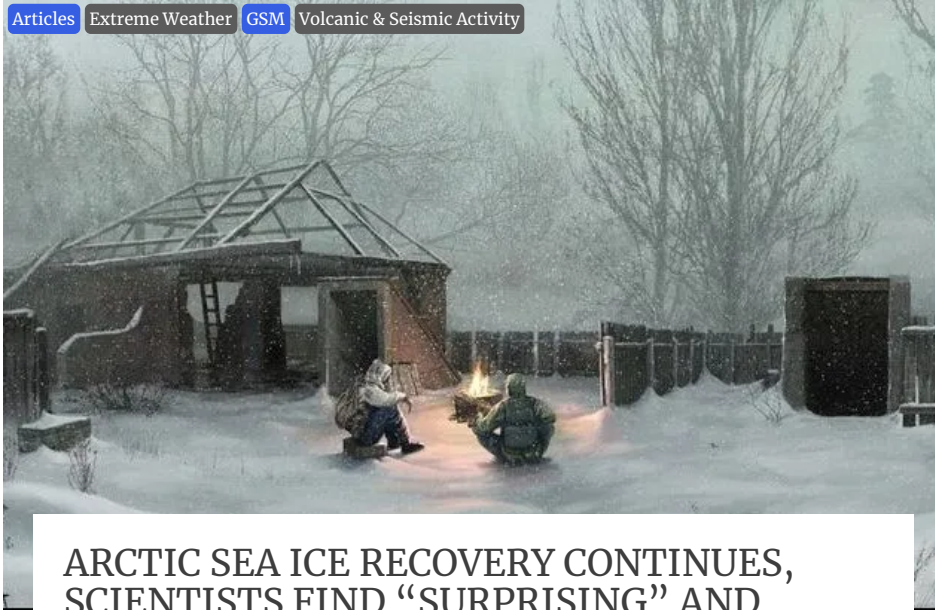 Articles Extreme Weather GSM Volcanic & Seismic Activity
ARCTIC SEA ICE RECOVERY CONTINUES,
SCIENTISTS FIND “SURPRISING” AND